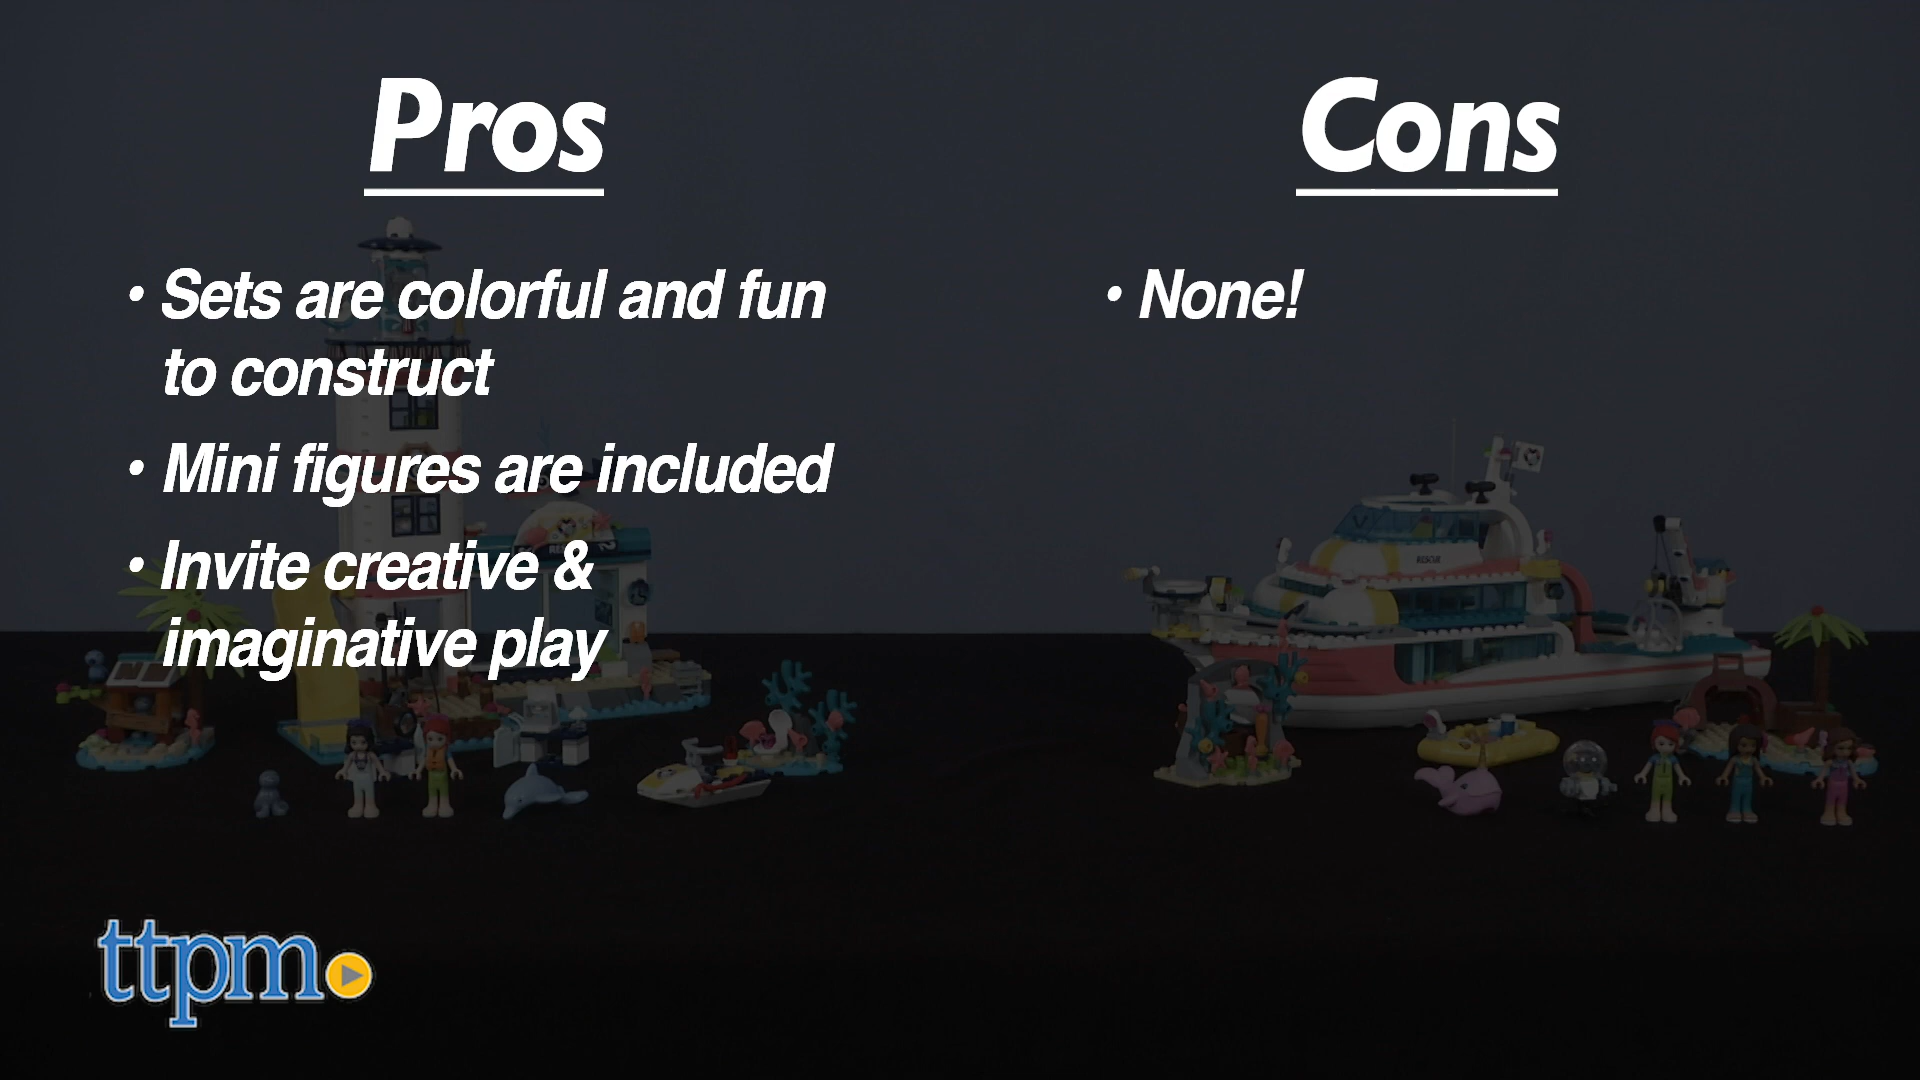 Pros
• Sets are colorful and fun
to construct
• Mini figures are included
• Invite creative &
imaginative play
Cons
• None!
ttpm